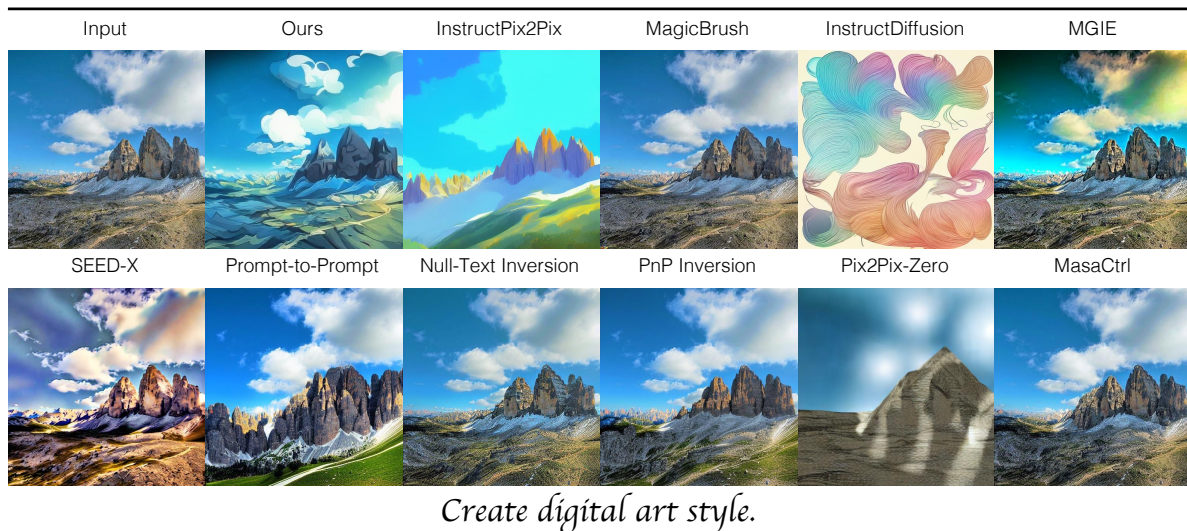 Input Ours InstructPix2Pix MagicBrush InstructDiffusion MGIE
SEED-X Prompt-to-Prompt Null-Text Inversion PnP Inversion Pix2Pix-Zero MasaCtrl
Create digital art style.